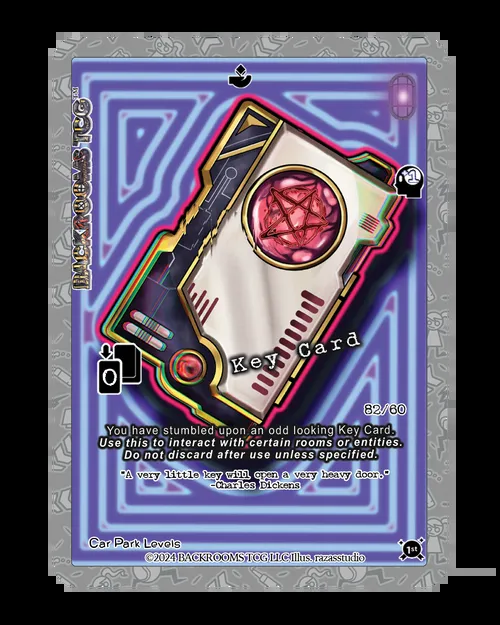 BACKROOMS TCG™
+1
Key Card
0
82/60
You have stumbled upon an odd looking Key Card.
Use this to interact with certain rooms or entities.
Do not discard after use unless specified.
"A very little key will open a very heavy door."
-Charles Dickens
Car Park Levels
©2024 BACKROOMS TCG LLC Illus. razasstudio
1st